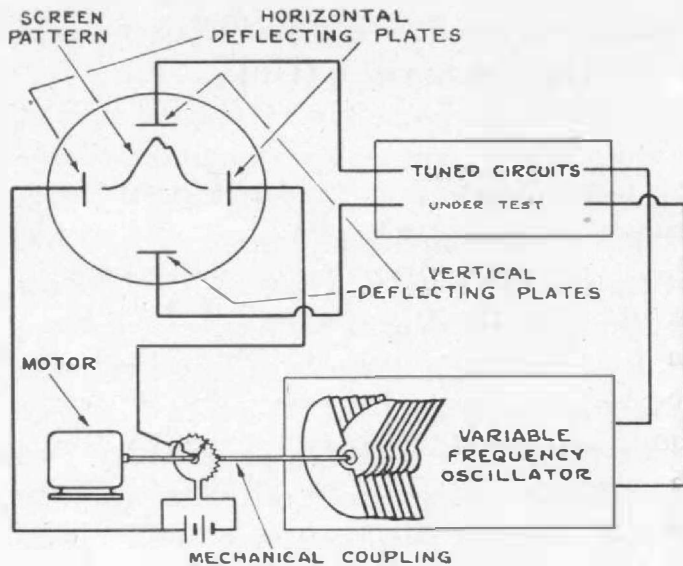 SCREEN
PATTERN
HORIZONTAL
DEFLECTING PLATES
TUNED CIRCUITS
UNDER TEST
VERTICAL
DEFLECTING PLATES
MOTOR
VARIABLE
FREQUENCY
OSCILLATOR
MECHANICAL COUPLING